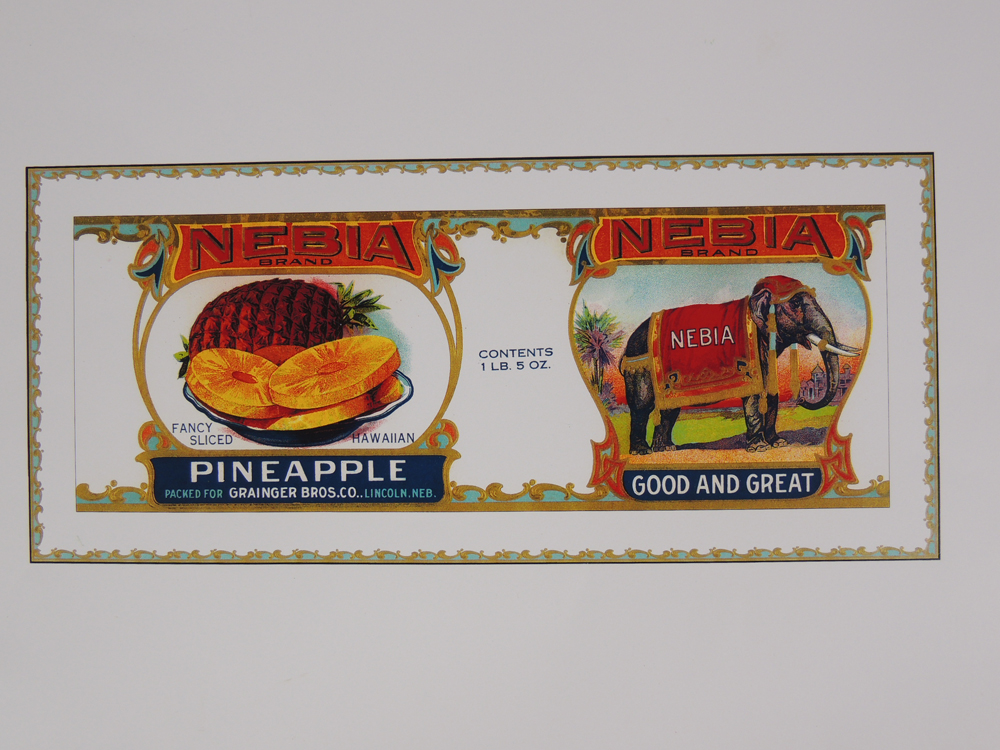 NEBIA
BRAND
FANCY
SLICED
HAWAIIAN
PINEAPPLE
PACKED FOR GRAINGER BROS. CO., LINCOLN. NEB.
CONTENTS
1 LB. 5 OZ.
NEBIA
BRAND
NEBIA
GOOD AND GREAT